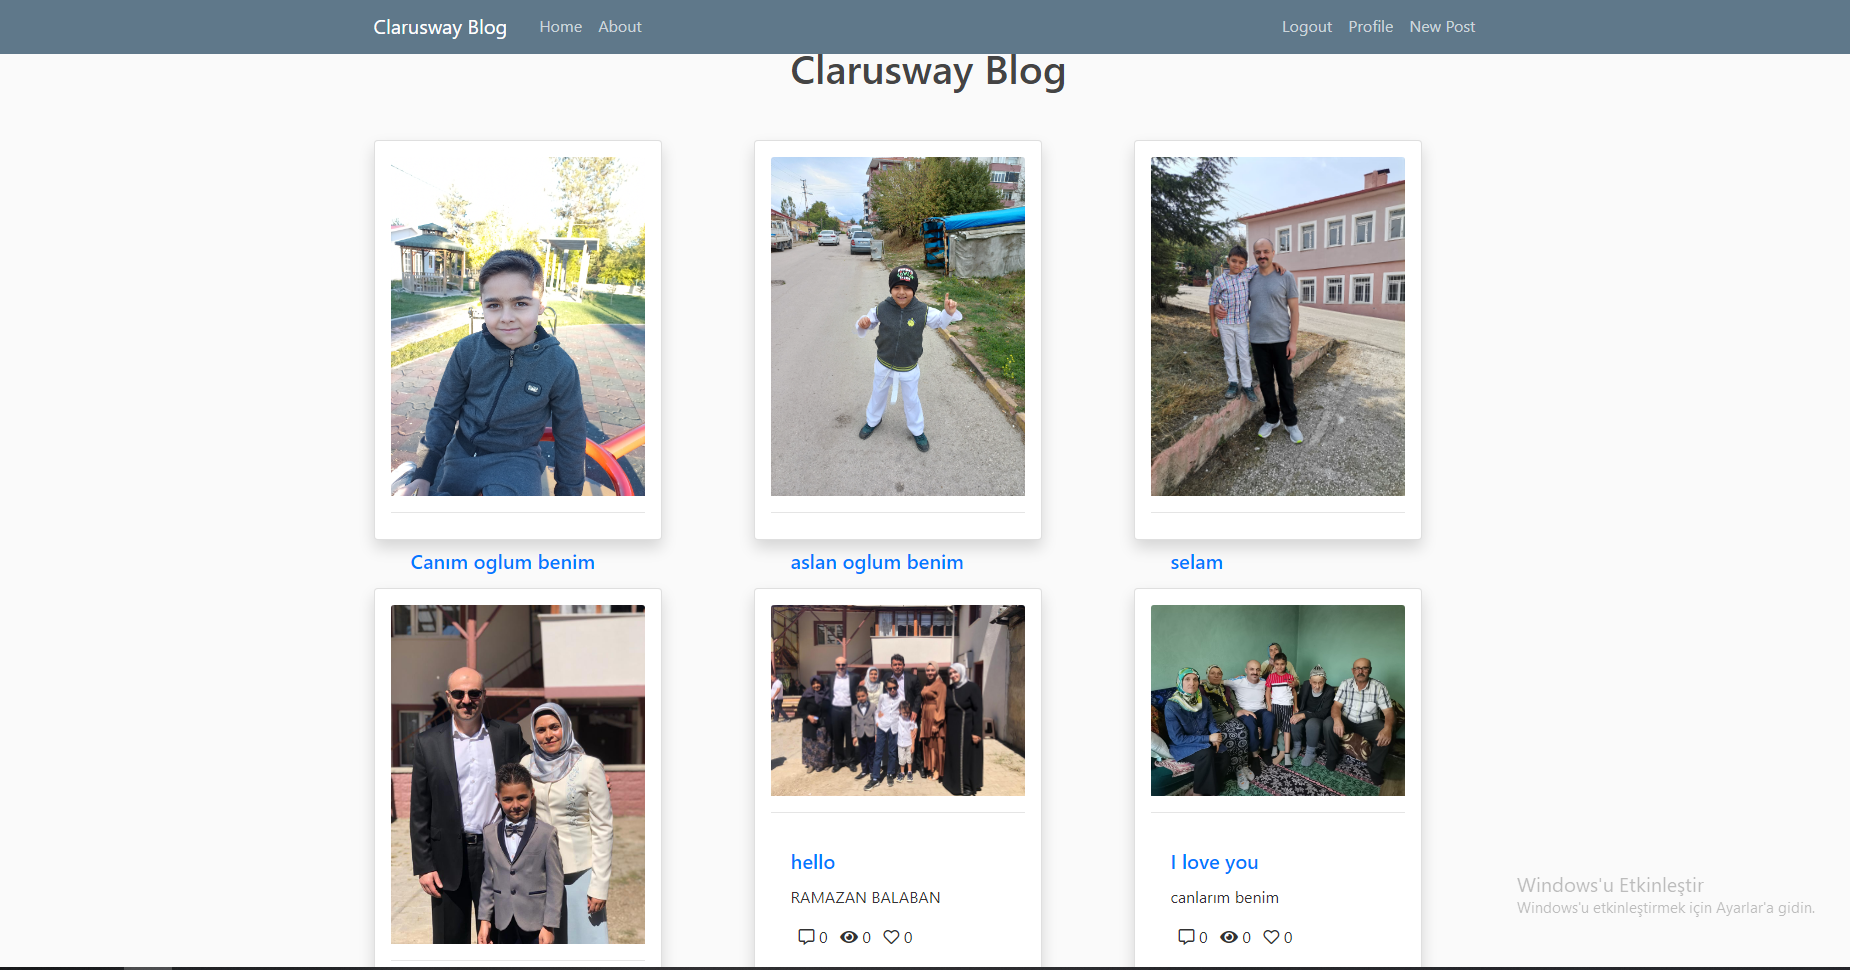 Clarusway Blog Home About Logout Profile New Post
Clarusway Blog
Canım oglum benim
aslan oglum benim
selam
hello
RAMAZAN BALABAN
0 0 0
I love you
canlarım benim
0 0 0
Windows'u Etkinleştir
Windows'u etkinleştirmek için Ayarlar'a gidin.